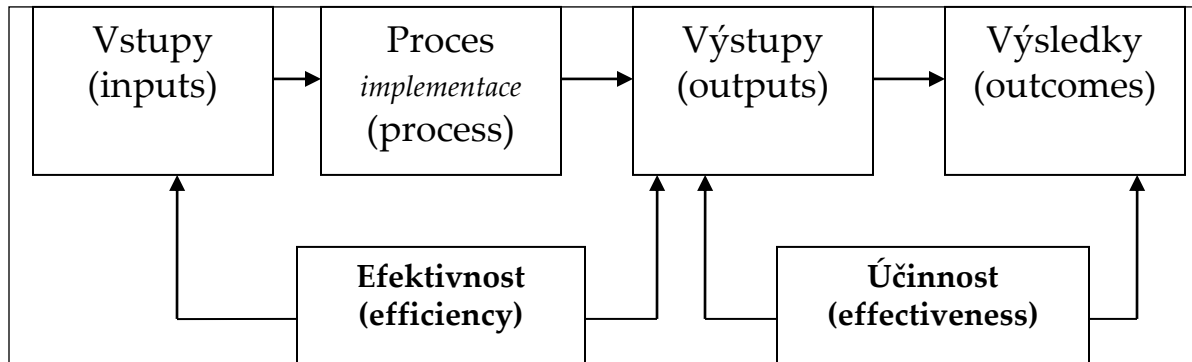 Vstupy
(inputs)
Proces
implementace
(process)
Výstupy
(outputs)
Výsledky
(outcomes)
Efektivnost
(efficiency)
Účinnost
(effectiveness)